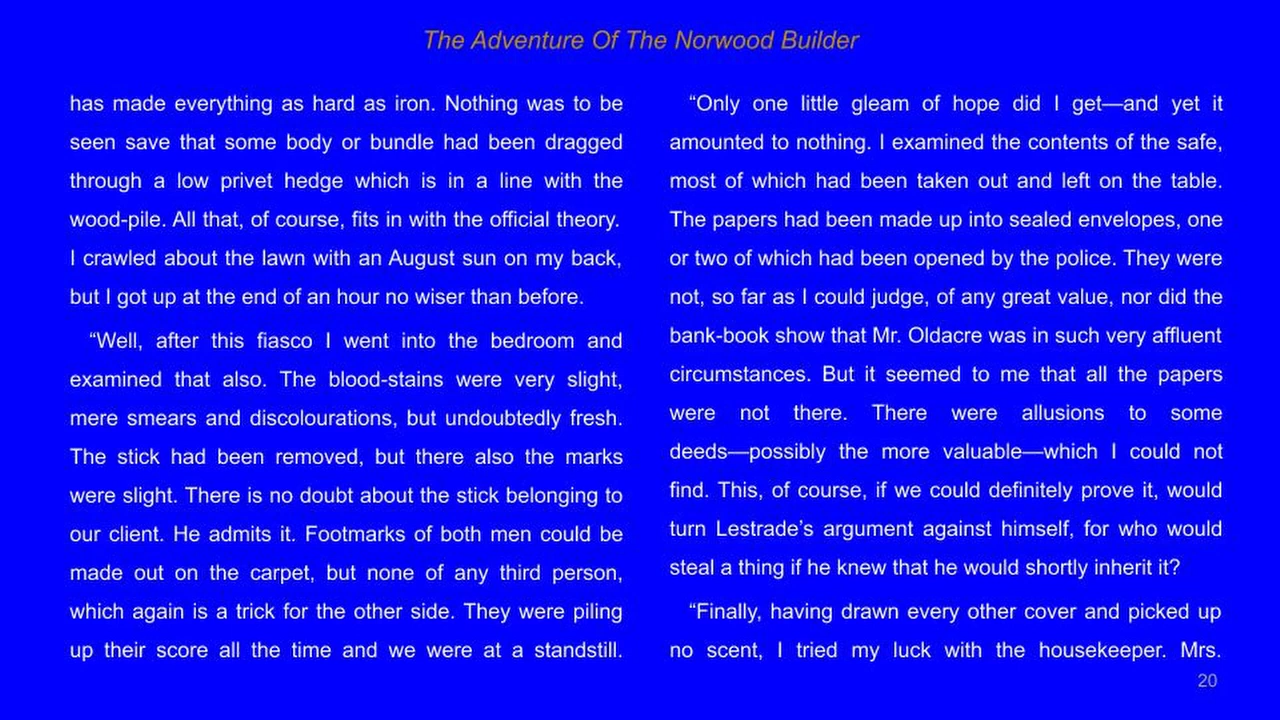 The Adventure Of The Norwood Builder
has made everything as hard as iron. Nothing was to be
seen save that some body or bundle had been dragged
through a low privet hedge which is in a line with the
wood-pile. All that, of course, fits in with the official theory.
I crawled about the lawn with an August sun on my back,
but I got up at the end of an hour no wiser than before.
“Well, after this fiasco I went into the bedroom and
examined that also. The blood-stains were very slight,
mere smears and discolourations, but undoubtedly fresh.
The stick had been removed, but there also the marks
were slight. There is no doubt about the stick belonging to
our client. He admits it. Footmarks of both men could be
made out on the carpet, but none of any third person,
which again is a trick for the other side. They were piling
up their score all the time and we were at a standstill.
“Only one little gleam of hope did I get—and yet it
amounted to nothing. I examined the contents of the safe,
most of which had been taken out and left on the table.
The papers had been made up into sealed envelopes, one
or two of which had been opened by the police. They were
not, so far as I could judge, of any great value, nor did the
bank-book show that Mr. Oldacre was in such very affluent
circumstances. But it seemed to me that all the papers
were not there. There were allusions to some
deeds—possibly the more valuable—which I could not
find. This, of course, if we could definitely prove it, would
turn Lestrade’s argument against himself, for who would
steal a thing if he knew that he would shortly inherit it?
“Finally, having drawn every other cover and picked up
no scent, I tried my luck with the housekeeper. Mrs.
20